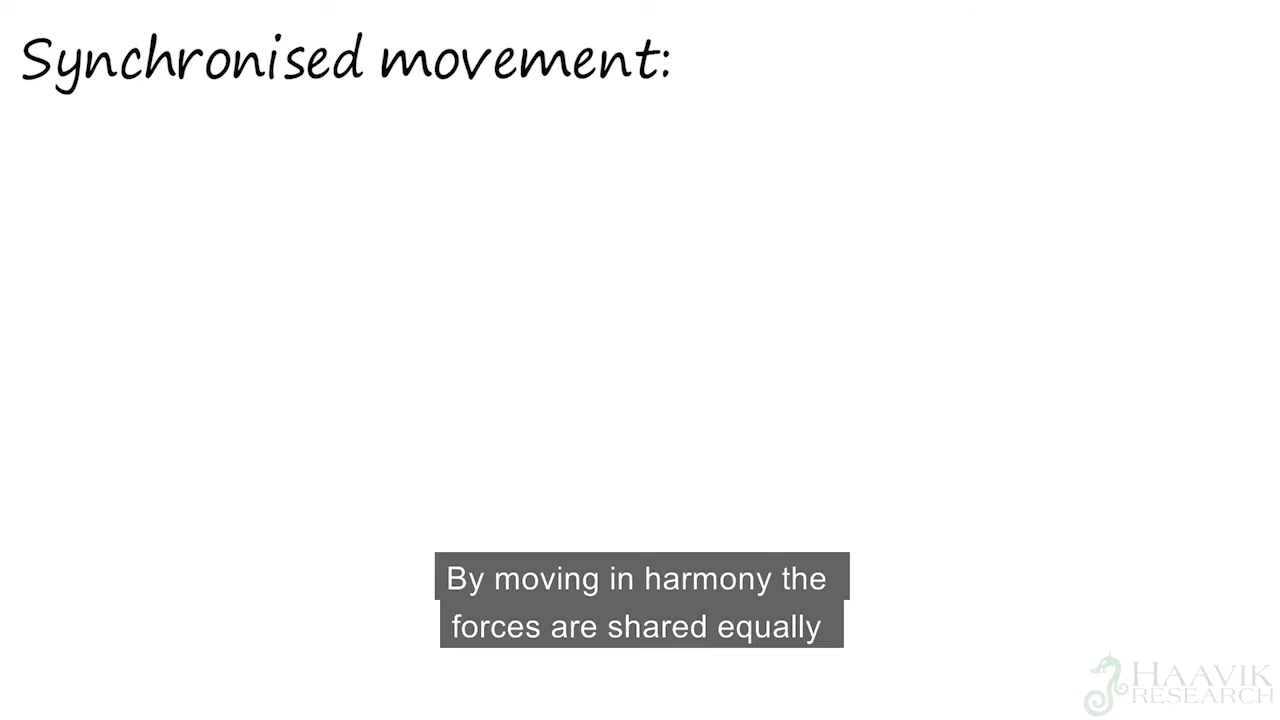 Synchronised movement:
By moving in harmony the
forces are shared equally
HAAVIK
RESEARCH